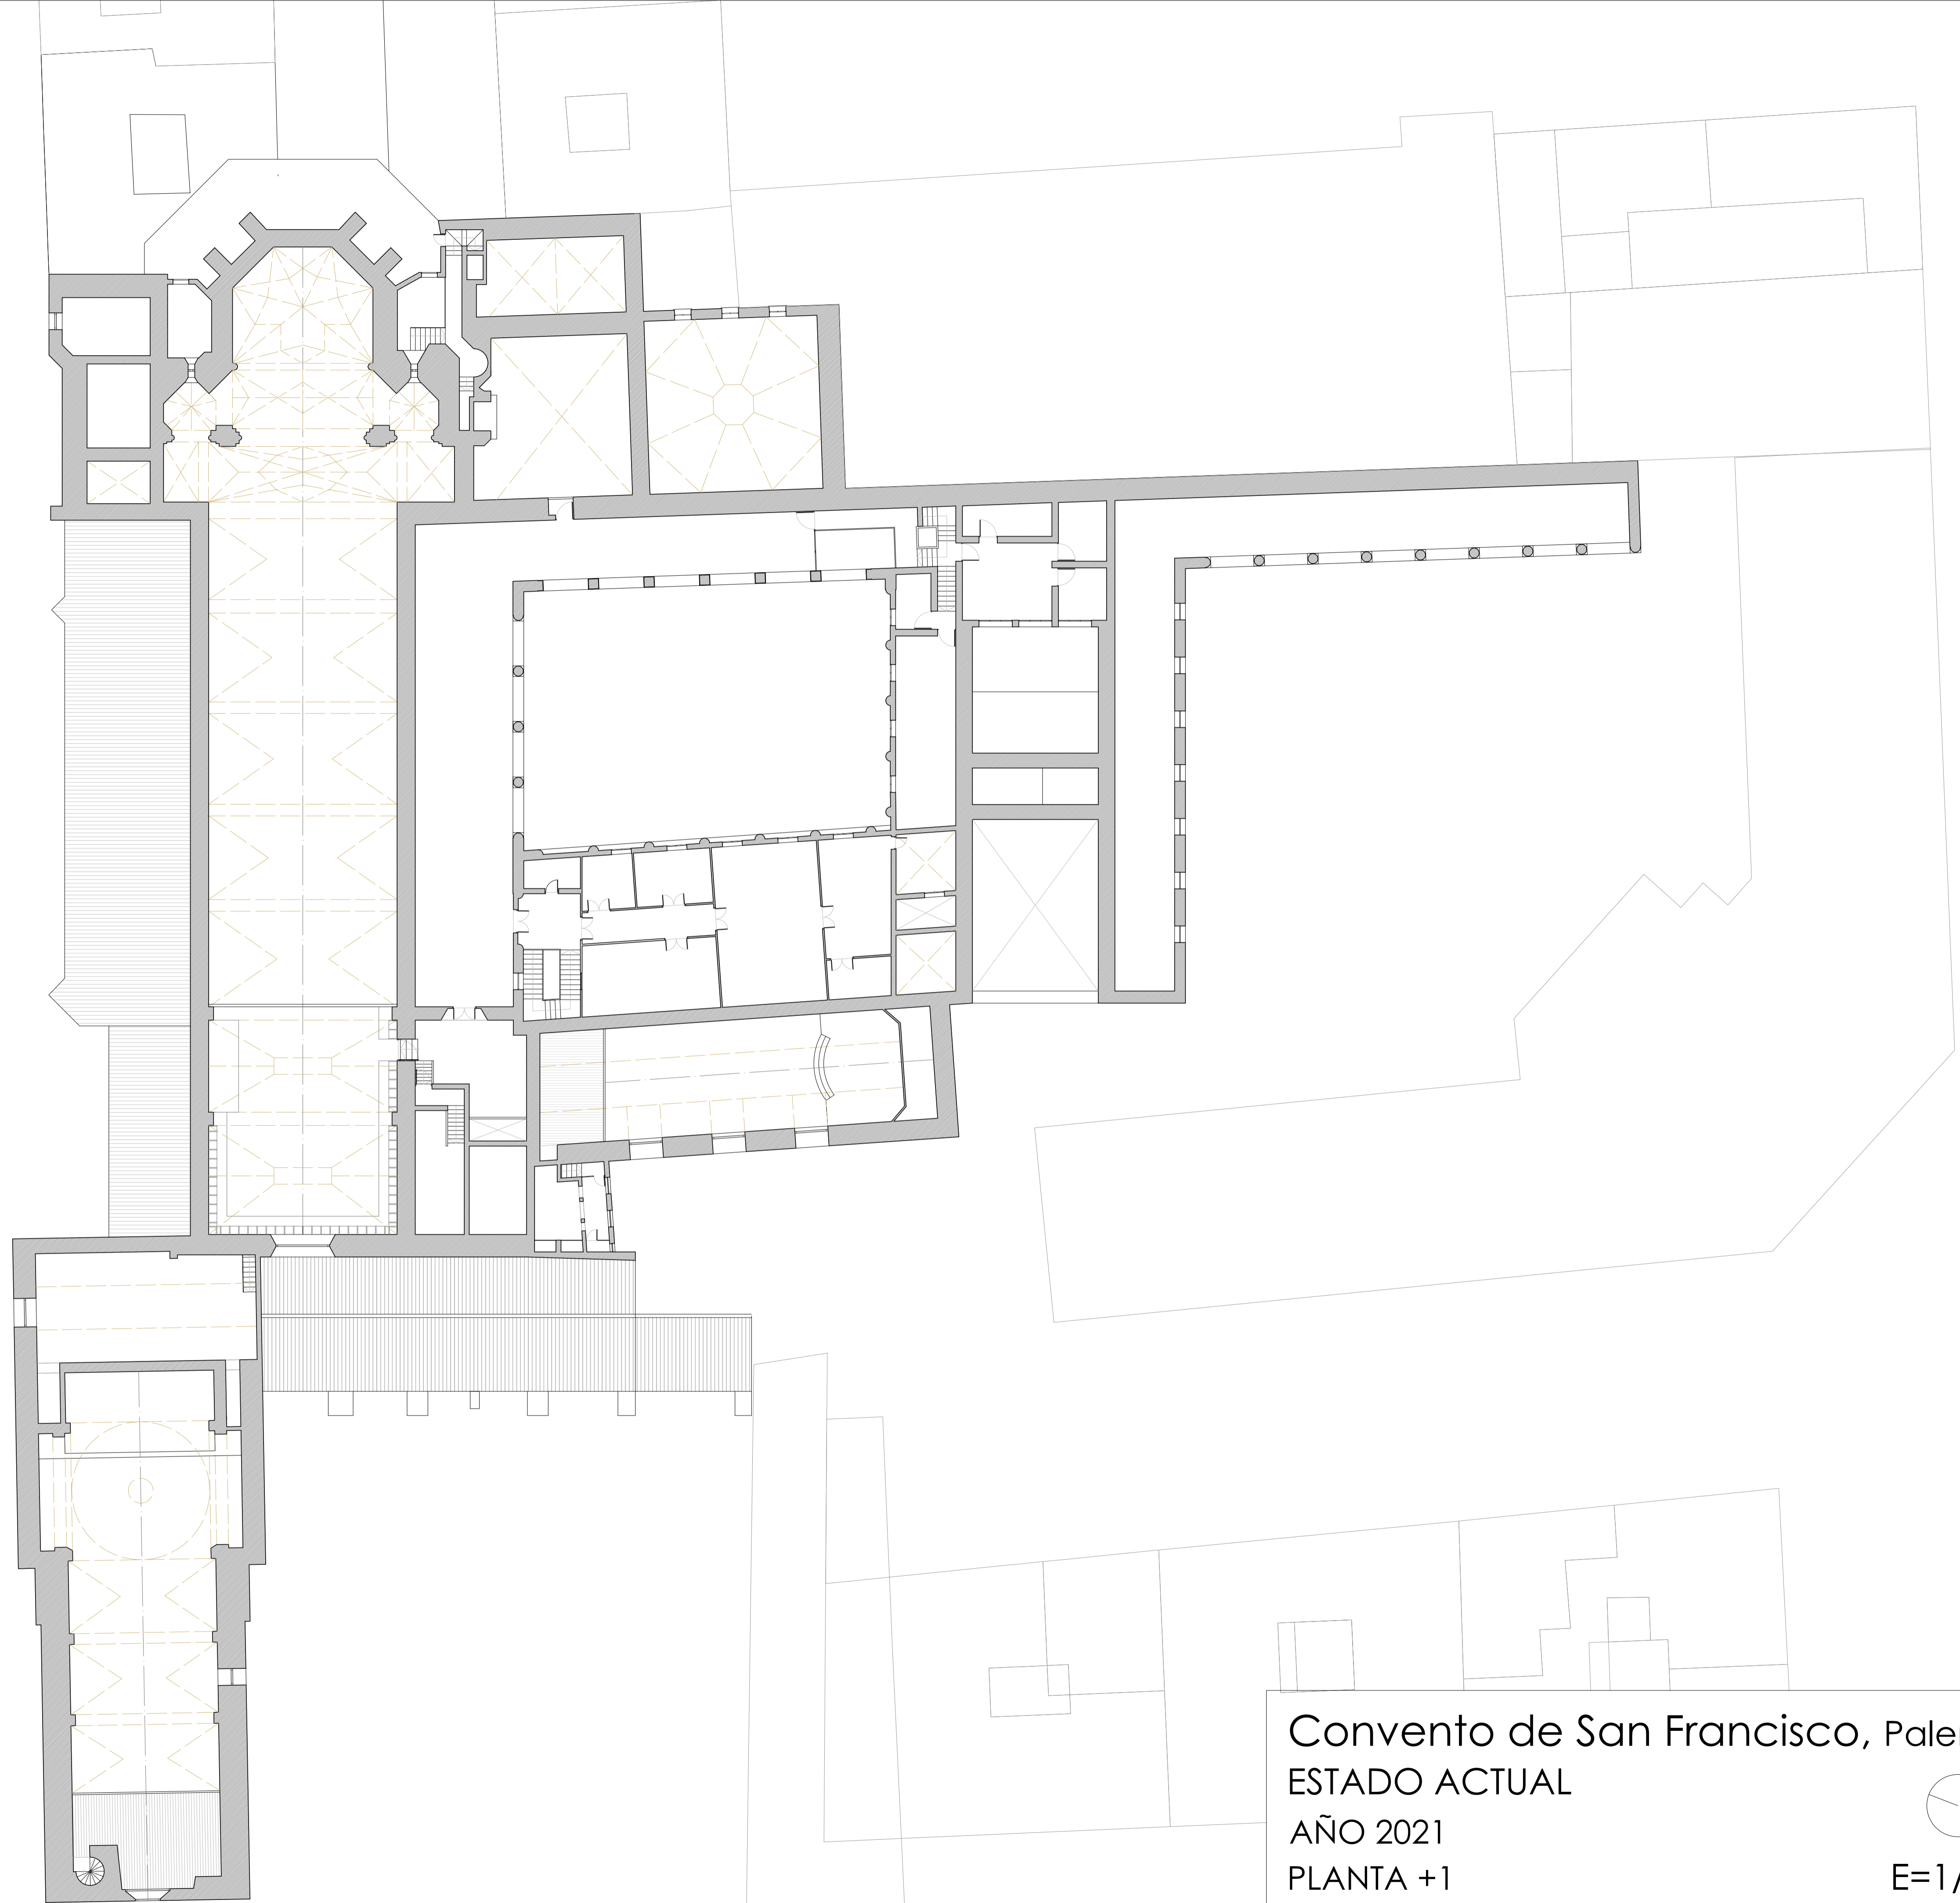 Convento de San Francisco,
ESTADO ACTUAL
AÑO 2021
PLANTA +1